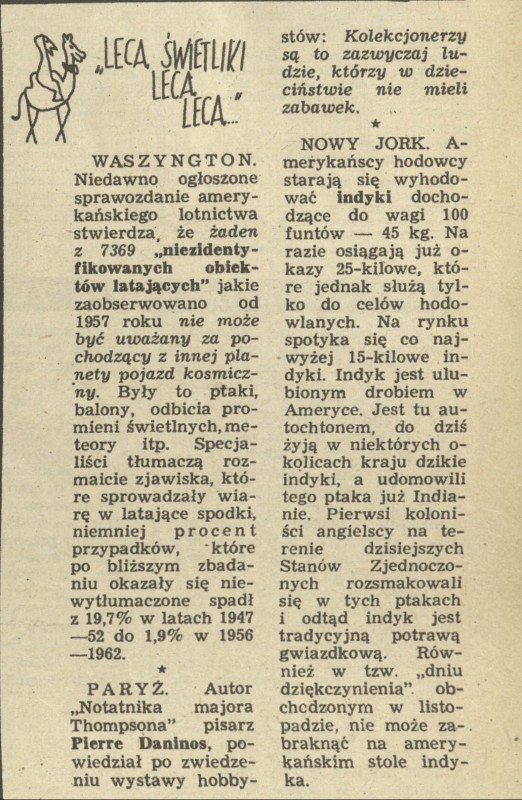 „LECĄ, ŚWIETLIKI
LECĄ,
LECĄ..."
WASZYNGTON.
Niedawno ogłoszone
sprawozdanie amery-
kańskiego lotnictwa
stwierdza, że żaden
z 7369 „niezidenty-
fikowanych obiek-
tów latających" jakie
zaobserwowano od
1957 roku nie może
być uważany za po-
chodzący z innej pla-
nety pojazd kosmicz-
ny. Były to ptaki,
balony, odbicia pro-
mieni świetlnych, me-
teory itp. Specja-
liści tłumaczą roz-
maicie zjawiska, któ-
re sprowadzały wia-
rę w latające spodki,
niemniej procent
przypadków, które
po bliższym zbada-
niu okazały się nie-
wytłumaczone spadł
z 19,7% w latach 1947
—52 do 1,9% w 1956
—1962.
★
PARYŻ. Autor
„Notatnika majora
Thompsona" pisarz
Pierre Daninos, po-
wiedział po zwiedze-
niu wystawy hobby-
stów: Kolekcjonerzy
są to zazwyczaj lu-
dzie, którzy w dzie-
ciństwie nie mieli
zabawek.
★
NOWY JORK. A-
merykańscy hodowcy
starają się wyhodo-
wać indyki docho-
dzące do wagi 100
funtów — 45 kg. Na
razie osiągają już o-
kazy 25-kilowe, któ-
re jednak służą tyl-
ko do celów hodo-
wlanych. Na rynku
spotyka się co naj-
wyżej 15-kilowe in-
dyki. Indyk jest ulu-
bionym drobiem w
Ameryce. Jest tu au-
tochtonem, do dziś
żyją w niektórych o-
kolicach kraju dzikie
indyki, a udomowili
tego ptaka już India-
nie. Pierwsi koloni-
ści angielscy na te-
renie dzisiejszych
Stanów Zjednoczo-
nych rozsmakowali
się w tych ptakach
i odtąd indyk jest
tradycyjną potrawą
gwiazdkową. Rów-
nież w tzw. „dniu
dziękczynienia" ob-
chodzonym w listo-
padzie, nie może za-
braknąć na amery-
kańskim stole indy-
ka.